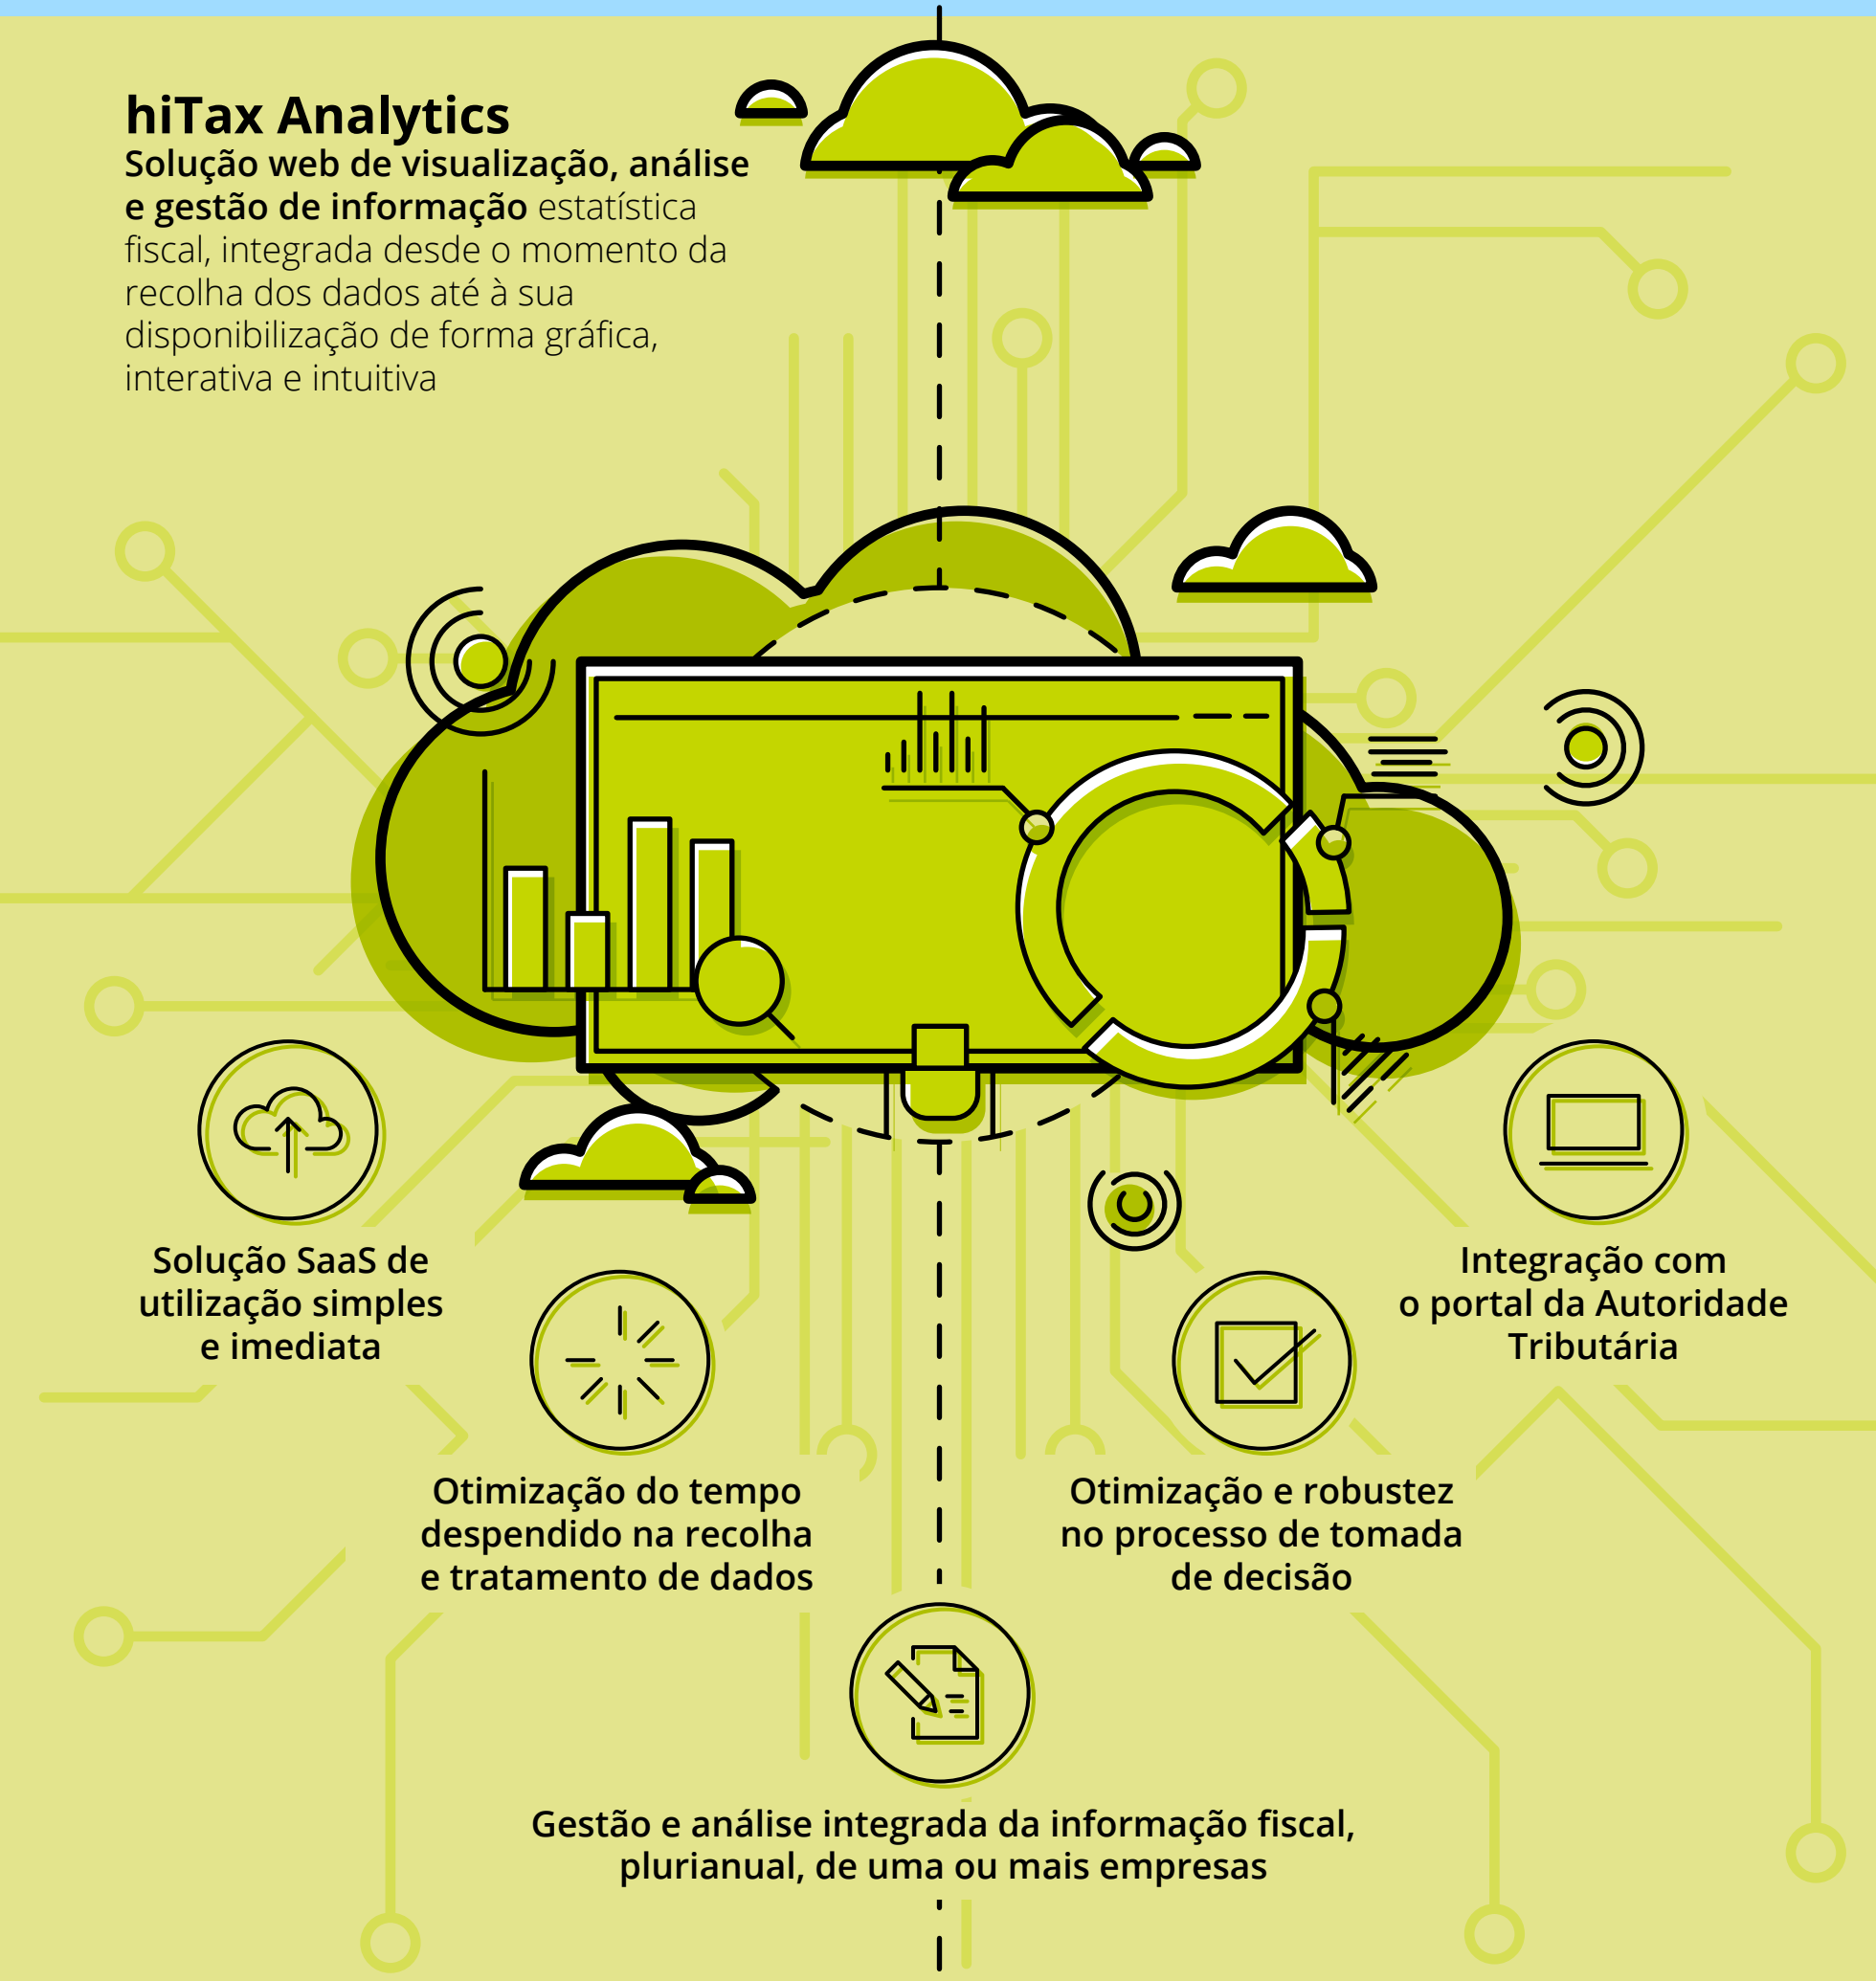 hiTax Analytics
Solução web de visualização, análise
e gestão de informação estatística
fiscal, integrada desde o momento da
recolha dos dados até à sua
disponibilização de forma gráfica,
interativa e intuitiva
Solução SaaS de
utilização simples
e imediata
Otimização do tempo
despendido na recolha
e tratamento de dados
Otimização e robustez
no processo de tomada
de decisão
Integração com
o portal da Autoridade
Tributária
Gestão e análise integrada da informação fiscal,
plurianual, de uma ou mais empresas